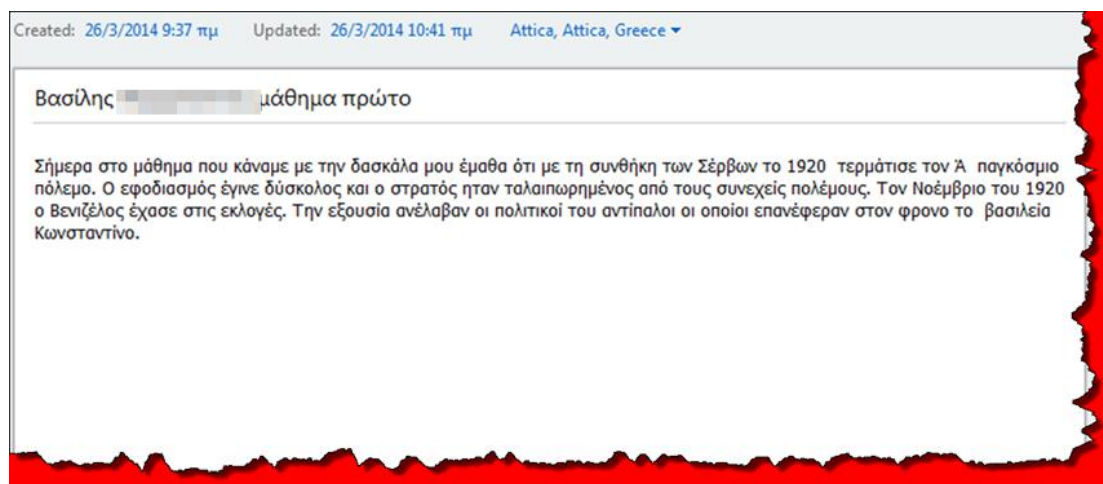 Created: 26/3/2014 9:37 πμ Updated: 26/3/2014 10:41 πμ Attica, Attica, Greece
Βασίλης μάθημα πρώτο
Σήμερα στο μάθημα που κάναμε με την δασκάλα μου έμαθα ότι με τη συνθήκη των Σέρβων το 1920 τερμάτισε τον Ά παγκόσμιο
πόλεμο. Ο εφοδιασμός έγινε δύσκολος και ο στρατός ηταν ταλαιπωρημένος από τους συνεχείς πολέμους. Τον Νοέμβριο του 1920
ο Βενιζέλος έχασε στις εκλογές. Την εξουσία ανέλαβαν οι πολιτικοί του αντίπαλοι οι οποίοι επανέφεραν στον φρονο το βασιλεία
Κωνσταντίνο.